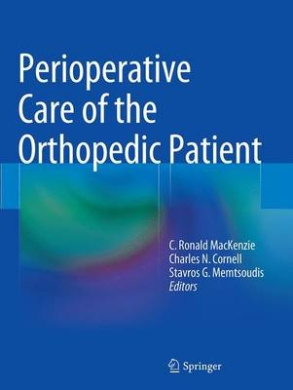 Perioperative
Care of the
Orthopedic Patient
C. Ronald MacKenzie
Charles N. Cornell
Stavros G. Memtsoudis
Editors
Springer